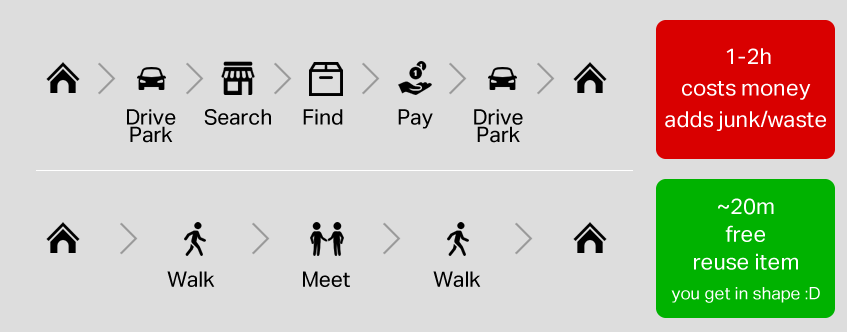 Drive
Park
Search
Find
Pay
Drive
Park
1-2h
costs money
adds junk/waste
Walk
Meet
Walk
~20m
free
reuse item
you get in shape :D